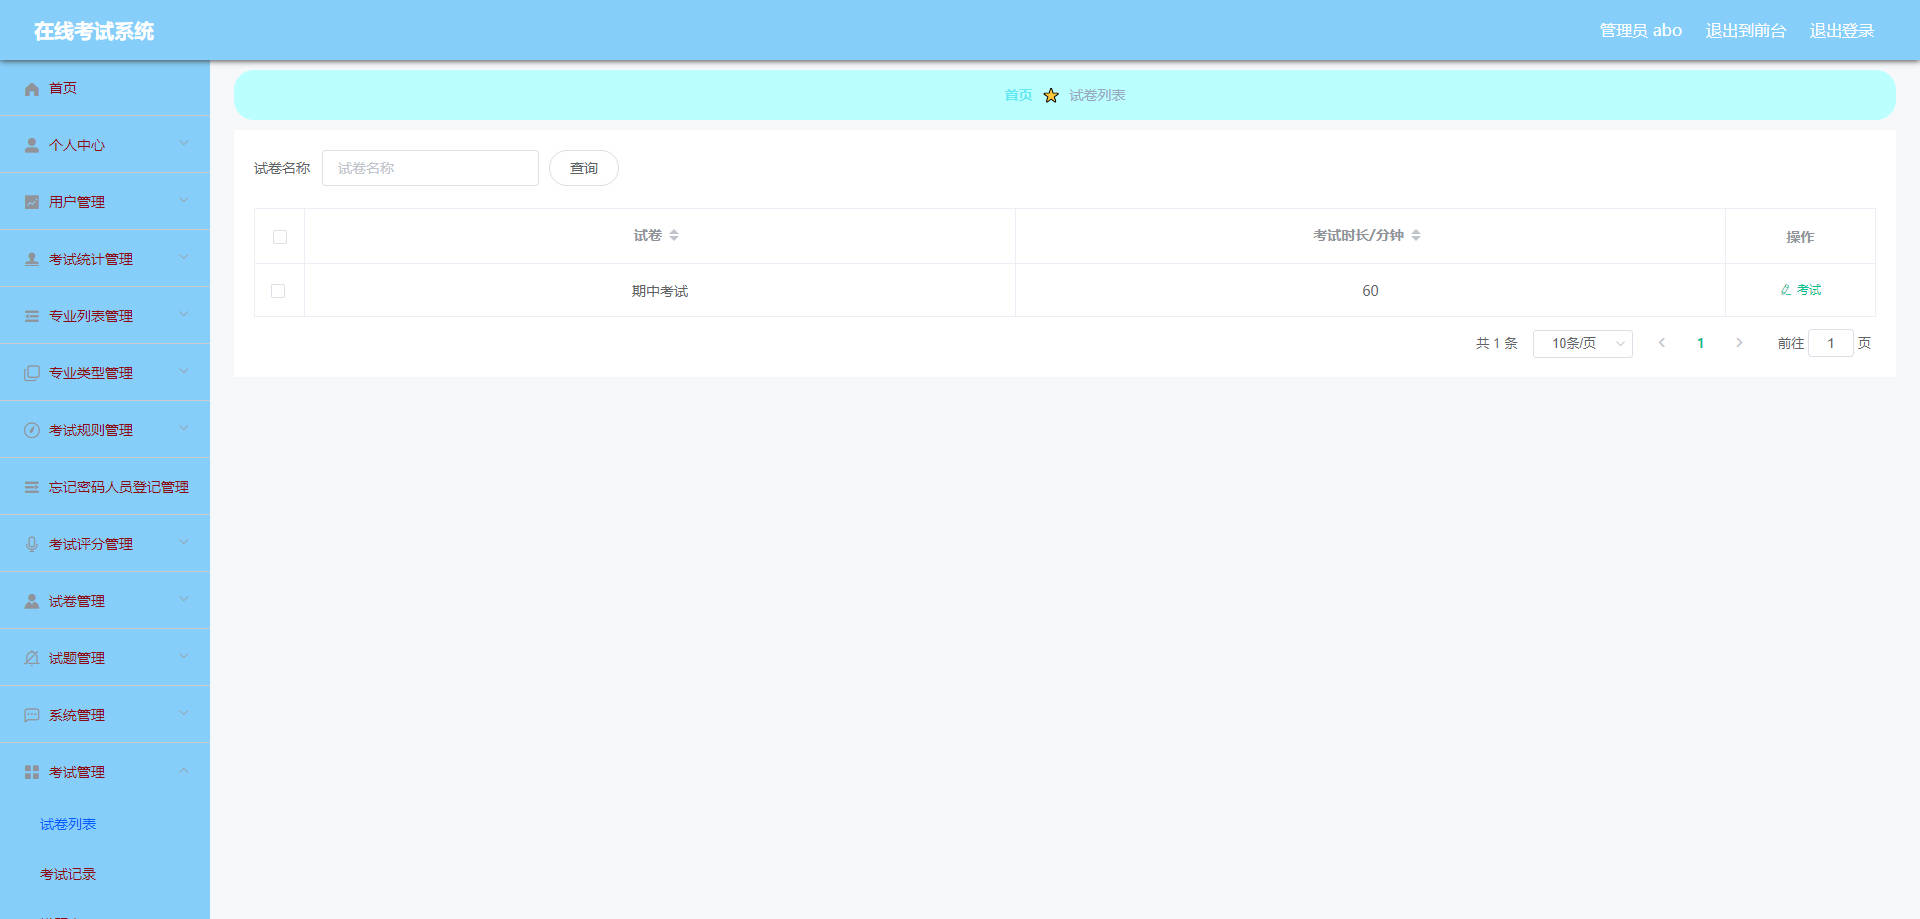 在线考试系统
管理员 abo 退出到前台 退出登录
首页
个人中心
用户管理
考试统计管理
专业列表管理
专业类型管理
考试规则管理
忘记密码人员登记管理
考试评分管理
试卷管理
试题管理
系统管理
考试管理
试卷列表
考试记录
首页 试卷列表
试卷名称 试卷名称 查询
试卷 考试时长/分钟 操作
期中考试 60 考试
共 1 条 10条/页 1 前往 1 页